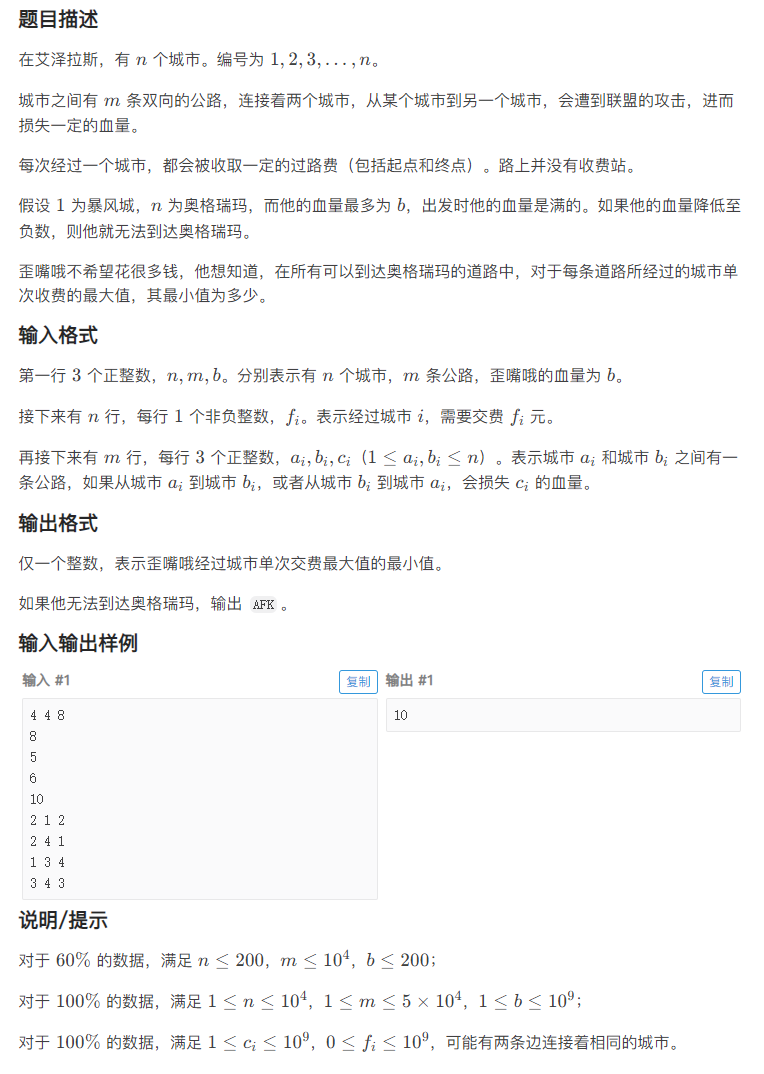 题目描述
在艾泽拉斯，有 n 个城市。编号为 1, 2, 3, . . . , n。
城市之间有 m 条双向的公路，连接着两个城市，从某个城市到另一个城市，会遭到联盟的攻击，进而
损失一定的血量。
每次经过一个城市，都会被收取一定的过路费（包括起点和终点）。路上并没有收费站。
假设 1 为暴风城，n 为奥格瑞玛，而他的血量最多为 b，出发时他的血量是满的。如果他的血量降低至
负数，则他就无法到达奥格瑞玛。
歪嘴哦不希望花很多钱，他想知道，在所有可以到达奥格瑞玛的道路中，对于每条道路所经过的城市单
次收费的最大值，其最小值为多少。
输入格式
第一行 3 个正整数，n, m, b。分别表示有 n 个城市，m 条公路，歪嘴哦的血量为 b。
接下来有 n 行，每行 1 个非负整数，f_i。表示经过城市 i，需要交费 f_i 元。
再接下来有 m 行，每行 3 个正整数，a_i, b_i, c_i（1 ≤ a_i, b_i ≤ n）。表示城市 a_i 和城市 b_i 之间有一
条公路，如果从城市 a_i 到城市 b_i，或者从城市 b_i 到城市 a_i，会损失 c_i 的血量。
输出格式
仅一个整数，表示歪嘴哦经过城市单次交费最大值的最小值。
如果他无法到达奥格瑞玛，输出 AFK 。
输入输出样例
输入 #1 复制
4 4 8
8
5
6
10
2 1 2
2 4 1
1 3 4
3 4 3
输出 #1 复制
10
说明/提示
对于 60% 的数据，满足 n ≤ 200，m ≤ 10^4，b ≤ 200；
对于 100% 的数据，满足 1 ≤ n ≤ 10^4，1 ≤ m ≤ 5 × 10^4，1 ≤ b ≤ 10^9；
对于 100% 的数据，满足 1 ≤ c_i ≤ 10^9，0 ≤ f_i ≤ 10^9，可能有两条边连接着相同的城市。